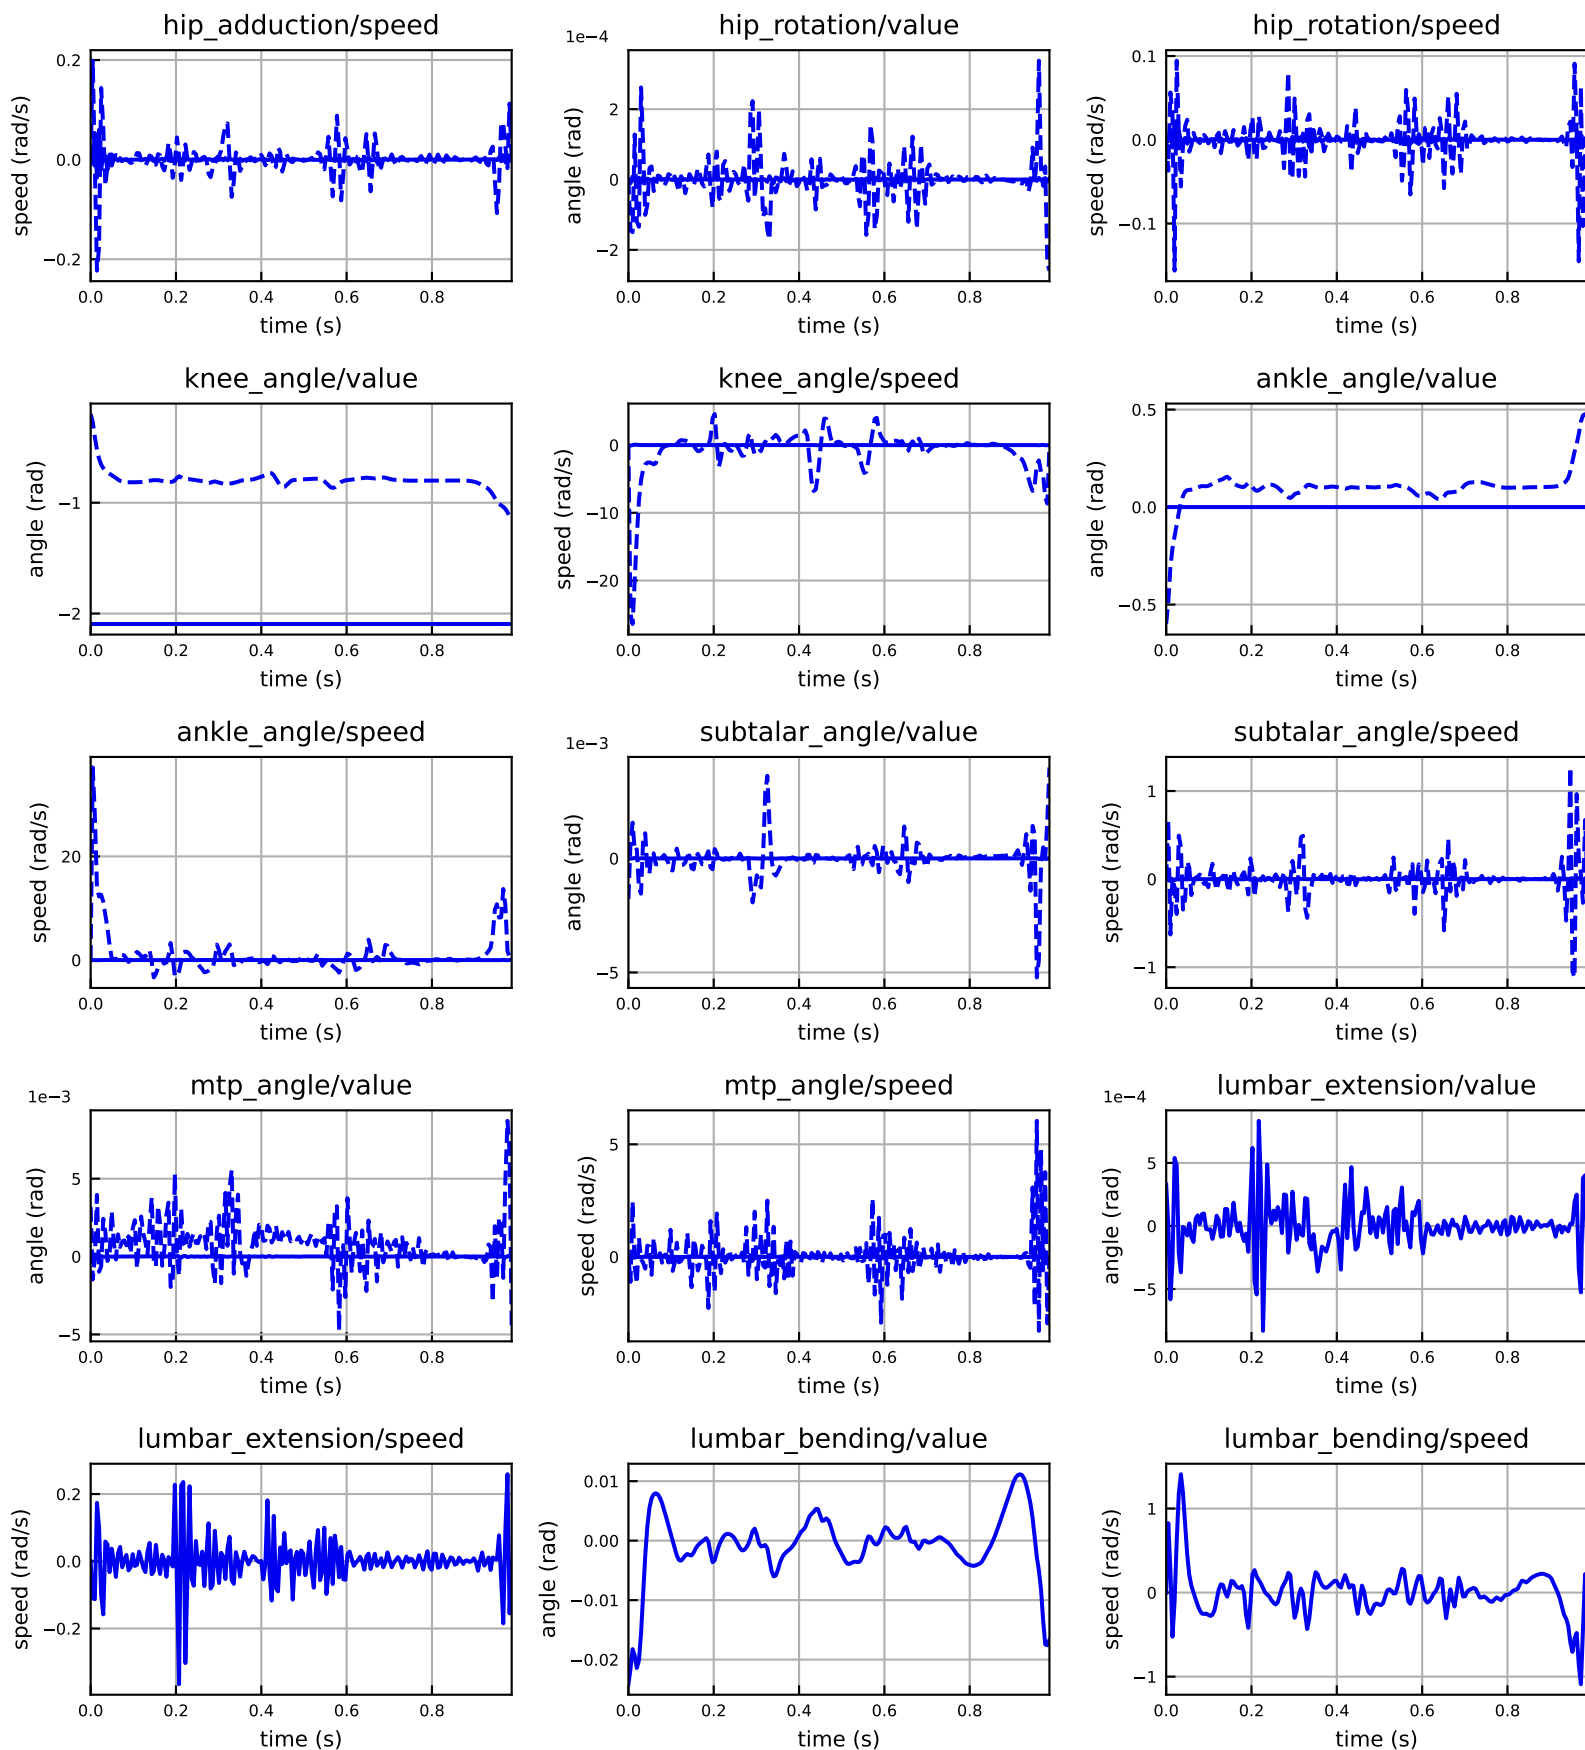 hip_adduction/speed
speed (rad/s)
0.2
0.0
−0.2
0.0 0.2 0.4 0.6 0.8
time (s)
hip_rotation/value
1e−4
angle (rad)
2
0
−2
0.0 0.2 0.4 0.6 0.8
time (s)
hip_rotation/speed
speed (rad/s)
0.1
0.0
−0.1
0.0 0.2 0.4 0.6 0.8
time (s)
knee_angle/value
angle (rad)
−1
−2
0.0 0.2 0.4 0.6 0.8
time (s)
knee_angle/speed
speed (rad/s)
0
−10
−20
0.0 0.2 0.4 0.6 0.8
time (s)
ankle_angle/value
angle (rad)
0.5
0.0
−0.5
0.0 0.2 0.4 0.6 0.8
time (s)
ankle_angle/speed
speed (rad/s)
20
0
0.0 0.2 0.4 0.6 0.8
time (s)
subtalar_angle/value
1e−3
angle (rad)
0
−5
0.0 0.2 0.4 0.6 0.8
time (s)
subtalar_angle/speed
speed (rad/s)
1
0
−1
0.0 0.2 0.4 0.6 0.8
time (s)
mtp_angle/value
1e−3
angle (rad)
5
0
−5
0.0 0.2 0.4 0.6 0.8
time (s)
mtp_angle/speed
speed (rad/s)
5
0
0.0 0.2 0.4 0.6 0.8
time (s)
lumbar_extension/value
1e−4
angle (rad)
5
0
−5
0.0 0.2 0.4 0.6 0.8
time (s)
lumbar_extension/speed
speed (rad/s)
0.2
0.0
−0.2
0.0 0.2 0.4 0.6 0.8
time (s)
lumbar_bending/value
angle (rad)
0.01
0.00
−0.01
−0.02
0.0 0.2 0.4 0.6 0.8
time (s)
lumbar_bending/speed
speed (rad/s)
1
0
−1
0.0 0.2 0.4 0.6 0.8
time (s)